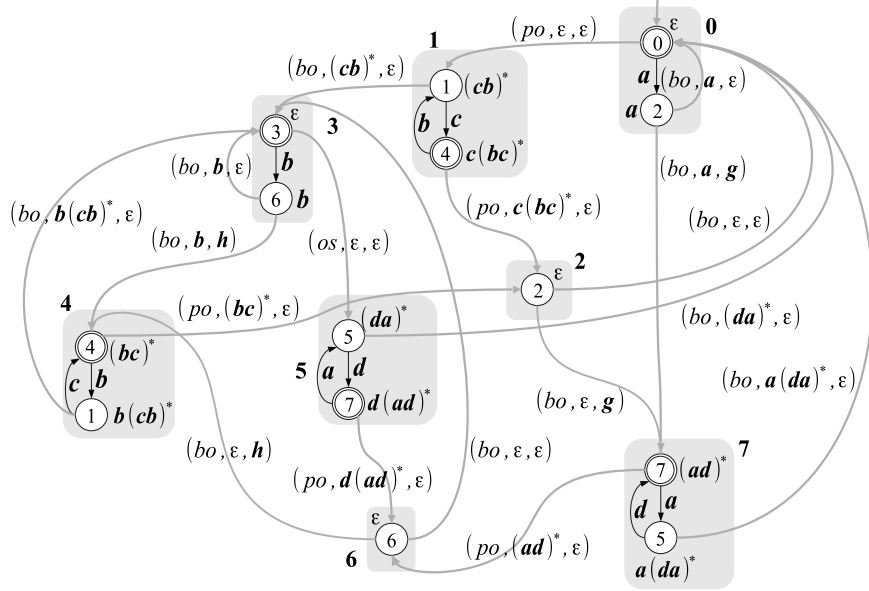 ε 0
(po,ε,ε) 0
1 a (bo,a,ε)
(bo,(cb)*,ε) 1 (cb)* a 2
ε b c
3 3 4 c(bc)* (bo,a,g)
(bo,b,ε) b
6 b (po,c(bc)*,ε)
(bo,b(cb)*,ε) (bo,ε,ε)
(bo,b,h) (os,ε,ε)
ε 2
4 (po,(bc)*,ε) 2
(da)* (bo,(da)*,ε)
4 (bc)* 5
c b 5 a d (bo,a(da)*,ε)
1 b(cb)* 7 d(ad)* (bo,ε,g)
(bo,ε,h) (bo,ε,ε) 7
(po,d(ad)*,ε) 7 (ad)*
d a
ε
6 (po,(ad)*,ε) 5
6 a(da)*